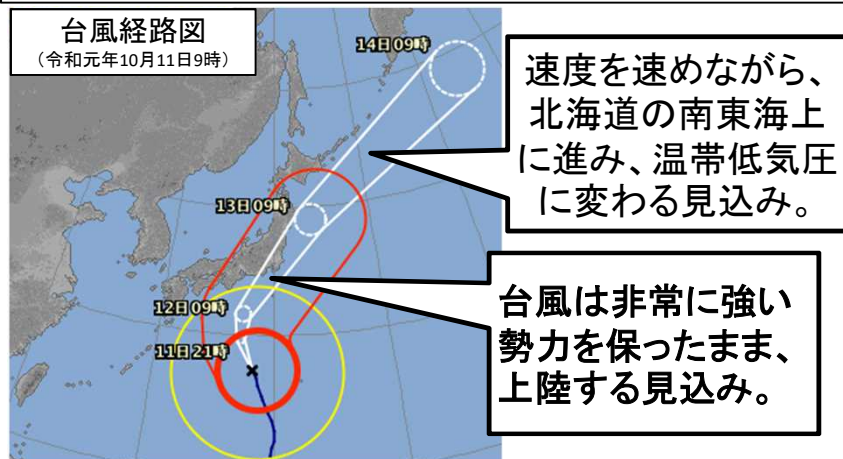 台風経路図
（令和元年10月11日9時）
14日09時
速度を速めながら、
北海道の南東海上
に進み、温帯低気圧
に変わる見込み。
13日09時
12日09時
11日21時
台風は非常に強い
勢力を保ったまま、
上陸する見込み。